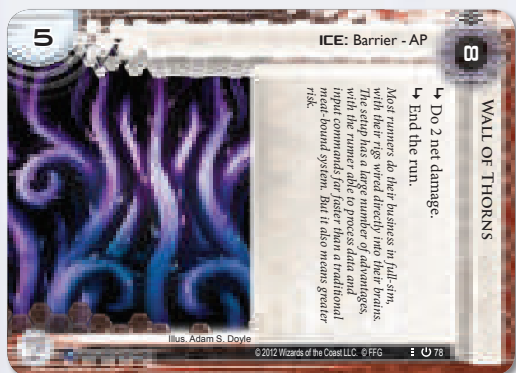 5
ICE: Barrier - AP
8
WALL OF THORNS
↳ Do 2 net damage.
↳ End the run.
Most runners do their business in full-sim,
with their rigs wired directly into their brains.
The setup has a large number of advantages,
with the runner able to process data and
input commands far faster than a traditional
meat-bound system. But it also means greater
risk.
Illus. Adam S. Doyle
© 2012 Wizards of the Coast LLC. © FFG
78